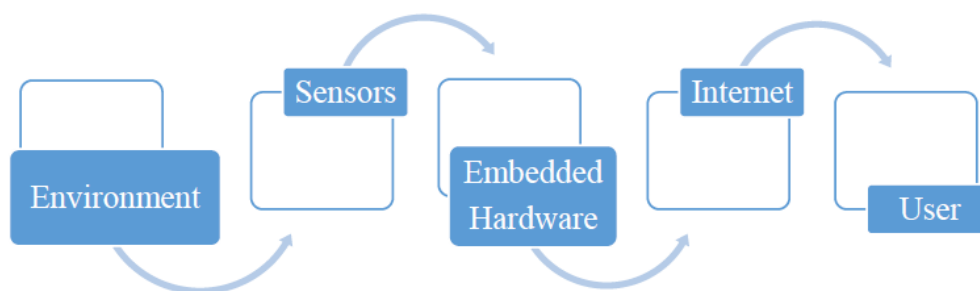 Environment
Sensors
Embedded
Hardware
Internet
User